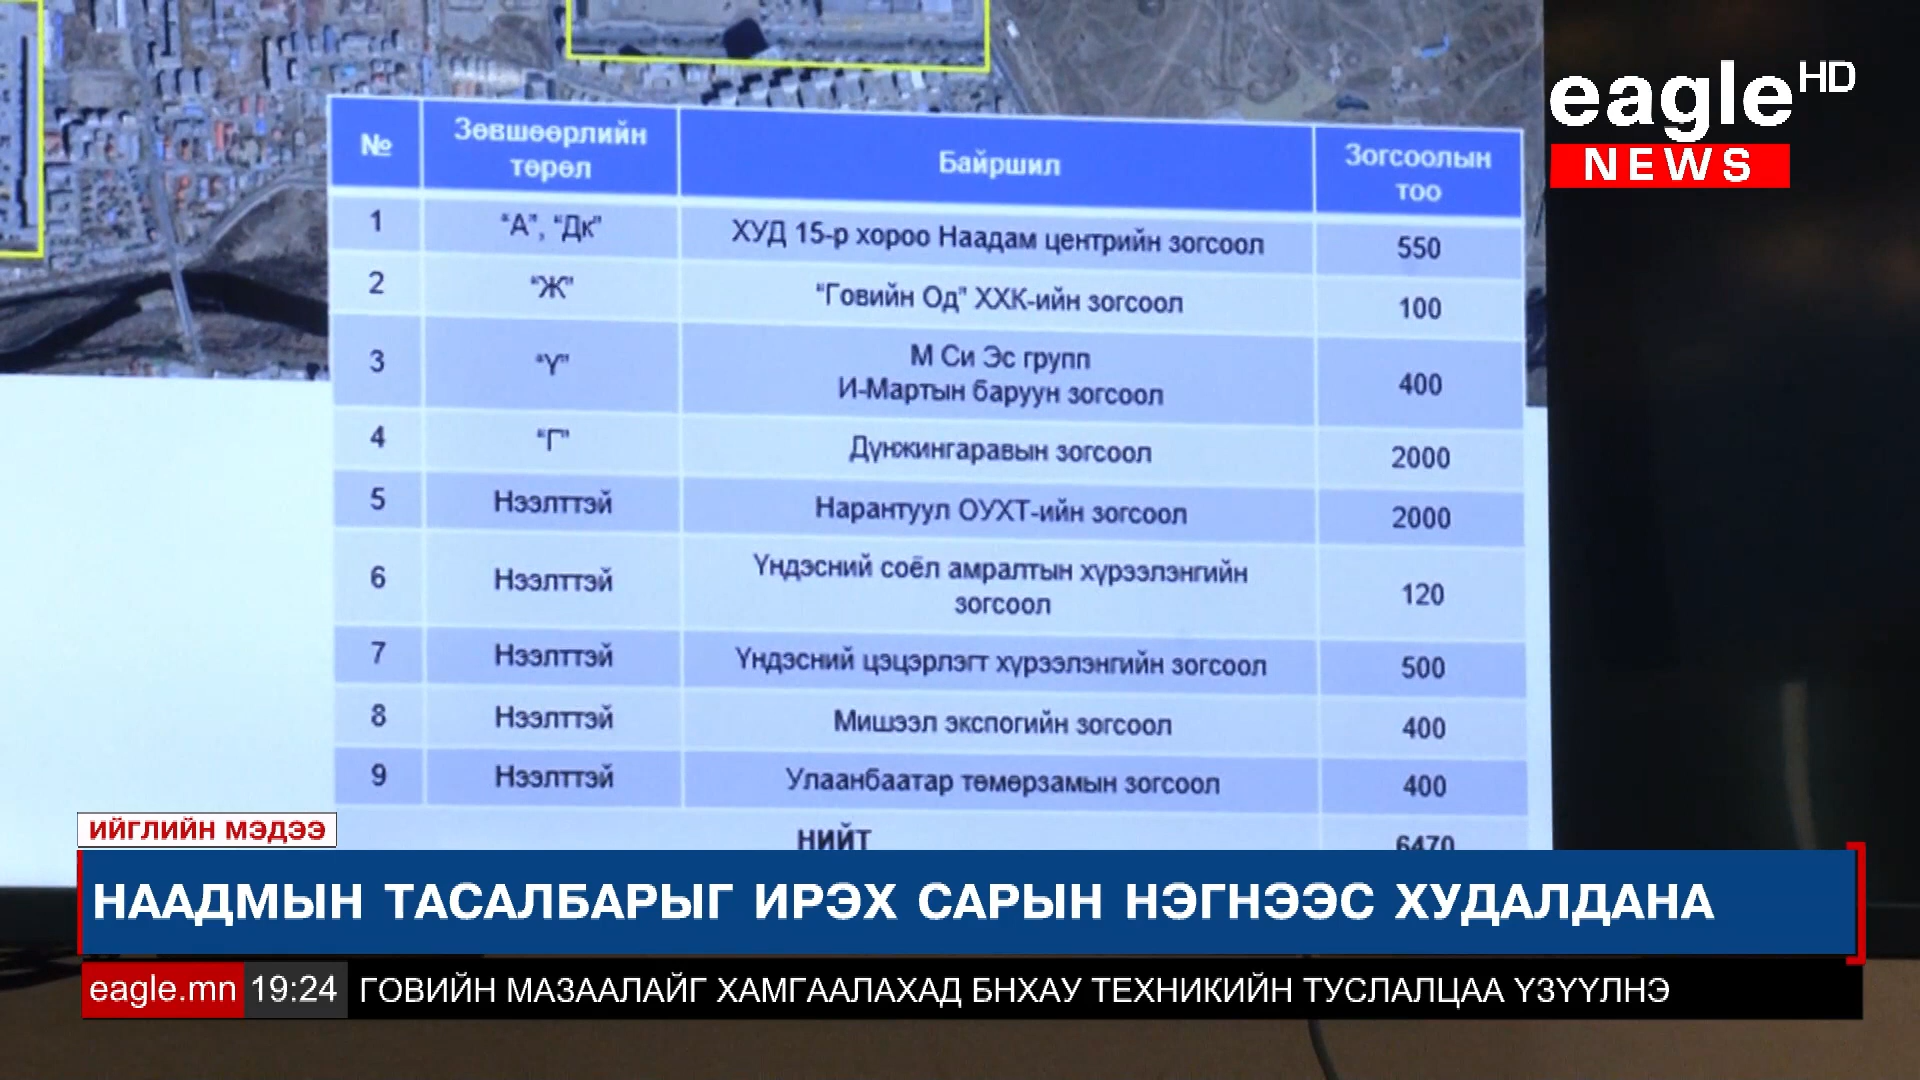 eagle HD
NEWS
№
Зөвшөөрлийн
төрөл
Байршил
Зогсоолын
тоо
1
“А”, “Дк”
ХУД 15-р хороо Наадам центрийн зогсоол
550
2
“Ж”
“Говийн Од” ХХК-ийн зогсоол
100
3
“Ү”
М Си Эс групп
И-Мартын баруун зогсоол
400
4
“Г”
Дүнжингаравын зогсоол
2000
5
Нээлттэй
Нарантуул ОУХТ-ийн зогсоол
2000
6
Нээлттэй
Үндэсний соёл амралтын хүрээлэнгийн
зогсоол
120
7
Нээлттэй
Үндэсний цэцэрлэгт хүрээлэнгийн зогсоол
500
8
Нээлттэй
Мишээл экспогийн зогсоол
400
9
Нээлттэй
Улаанбаатар төмөрзамын зогсоол
400
НИЙТ
6470
ИЙГЛИЙН МЭДЭЭ
НААДМЫН ТАСАЛБАРЫГ ИРЭХ САРЫН НЭГНЭЭС ХУДАЛДАНА
eagle.mn 19:24 ГОВИЙН МАЗААЛАЙГ ХАМГААЛАХАД БНХАУ ТЕХНИКИЙН ТУСЛАЛЦАА ҮЗҮҮЛНЭ